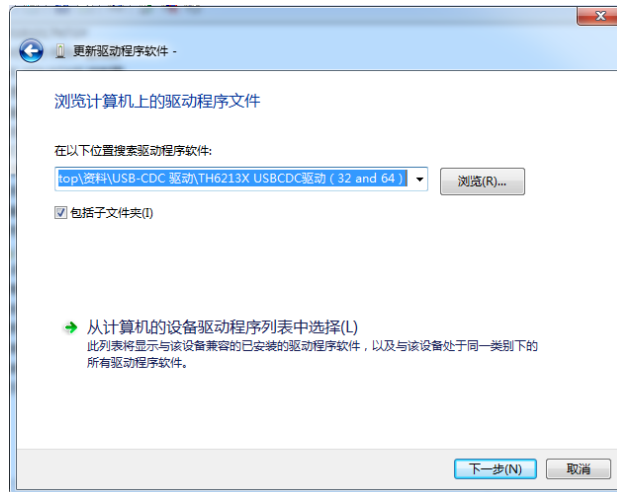 更新驱动程序软件 -
浏览计算机上的驱动程序文件
在以下位置搜索驱动程序软件:
top\资料\USB-CDC 驱动\TH6213X USBCDC驱动（32 and 64）
浏览(R)...
包括子文件夹(I)
从计算机的设备驱动程序列表中选择(L)
此列表将显示与该设备兼容的已安装的驱动程序软件，以及与该设备处于同一类别下的
所有驱动程序软件。
下一步(N)
取消